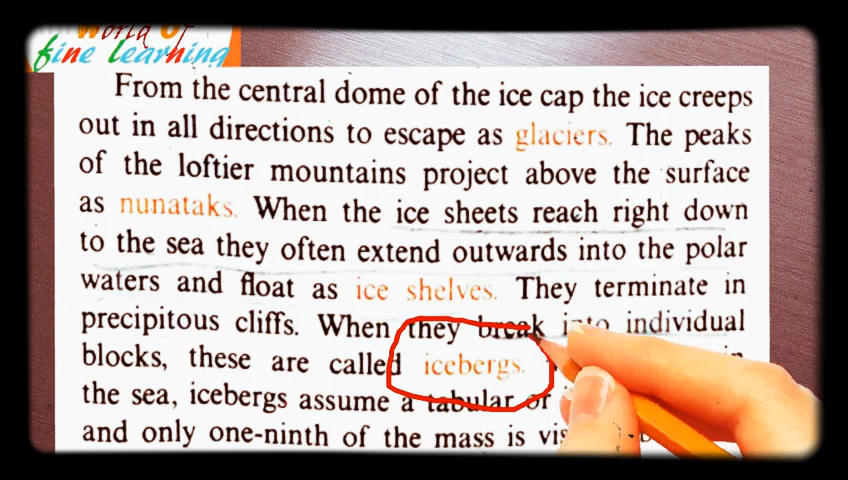 World Of
fine learning
From the central dome of the ice cap the ice creeps
out in all directions to escape as glaciers. The peaks
of the loftier mountains project above the surface
as nunataks. When the ice sheets reach right down
to the sea they often extend outwards into the polar
waters and float as ice shelves. They terminate in
precipitous cliffs. When they break into individual
blocks, these are called icebergs. in
the sea, icebergs assume a tabular or
and only one-ninth of the mass is